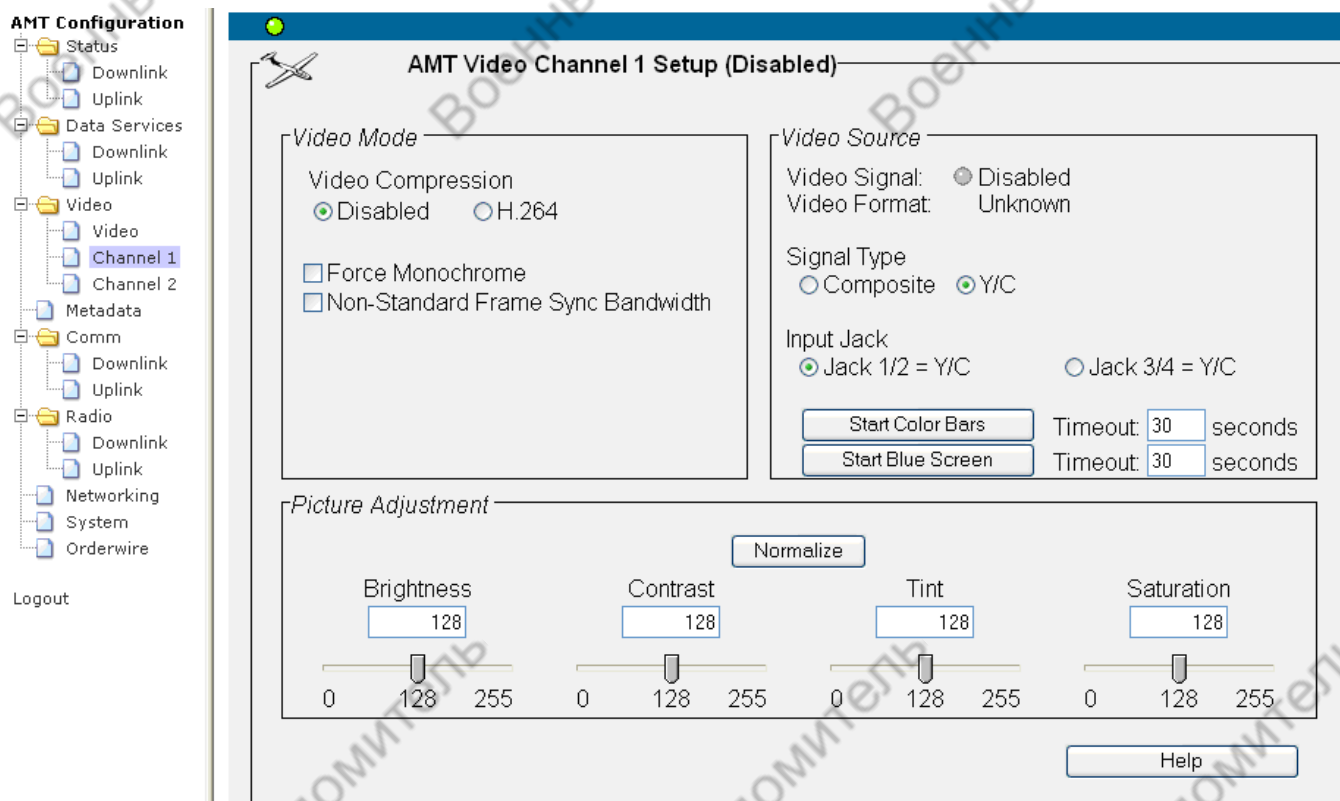 AMT Configuration
Status
Downlink
Uplink
Data Services
Downlink
Uplink
Video
Video
Channel 1
Channel 2
Metadata
Comm
Downlink
Uplink
Radio
Downlink
Uplink
Networking
System
Orderwire
Logout
AMT Video Channel 1 Setup (Disabled)
Video Mode
Video Compression
Disabled H.264
Force Monochrome
Non-Standard Frame Sync Bandwidth
Video Source
Video Signal: Disabled
Video Format: Unknown
Signal Type
Composite Y/C
Input Jack
Jack 1/2 = Y/C Jack 3/4 = Y/C
Start Color Bars Timeout: 30 seconds
Start Blue Screen Timeout: 30 seconds
Picture Adjustment
Normalize
Brightness Contrast Tint Saturation
128 128 128 128
0 128 255 0 128 255 0 128 255 0 128 255
Help